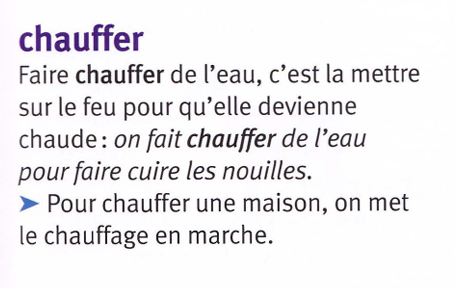 chauffer
Faire chauffer de l'eau, c'est la mettre
sur le feu pour qu'elle devienne
chaude : on fait chauffer de l'eau
pour faire cuire les nouilles.
➤ Pour chauffer une maison, on met
le chauffage en marche.